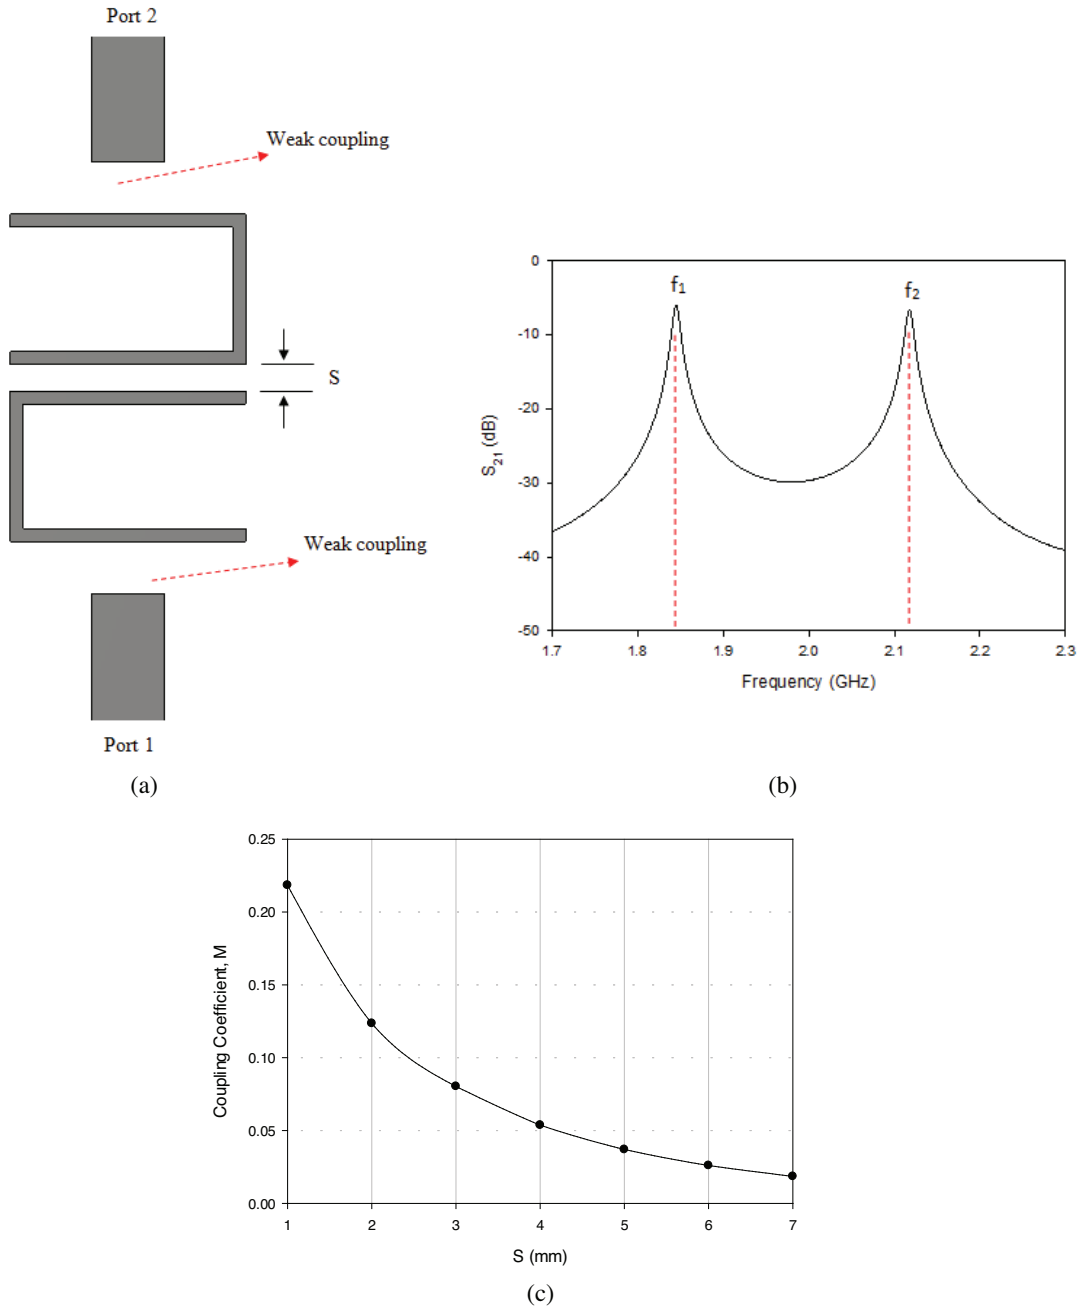 Port 2
Weak coupling
S
Weak coupling
Port 1
(a)
0
-10
-20
-30
-40
-50
S21 (dB)
f1
f2
1.7
1.8
1.9
2.0
2.1
2.2
2.3
Frequency (GHz)
(b)
0.25
0.20
0.15
0.10
0.05
0.00
Coupling Coefficient, M
1
2
3
4
5
6
7
S (mm)
(c)